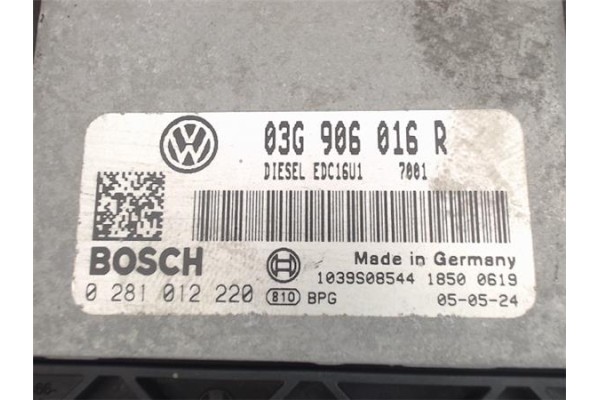 03G 906 016 R
DIESEL EDC16U1 7001
BOSCH
Made in Germany
1039S08544 1850 0619
0 281 012 220 810 BPG 05-05-24